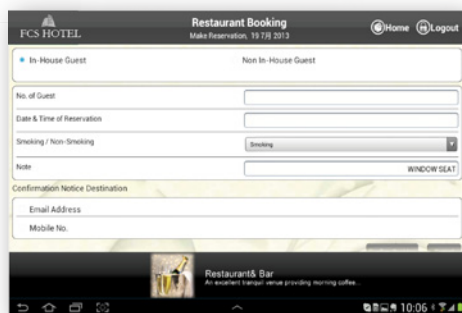 FCS HOTEL
Restaurant Booking
Make Reservation, 19 7月 2013
Home
Logout
In-House Guest
Non In-House Guest
No. of Guest
Date & Time of Reservation
Smoking / Non-Smoking
Smoking
Note
WINDOW SEAT
Confirmation Notice Destination
Email Address
Mobile No.
Restaurant& Bar
An excellent tranquil venue providing morning coffee...
10:06